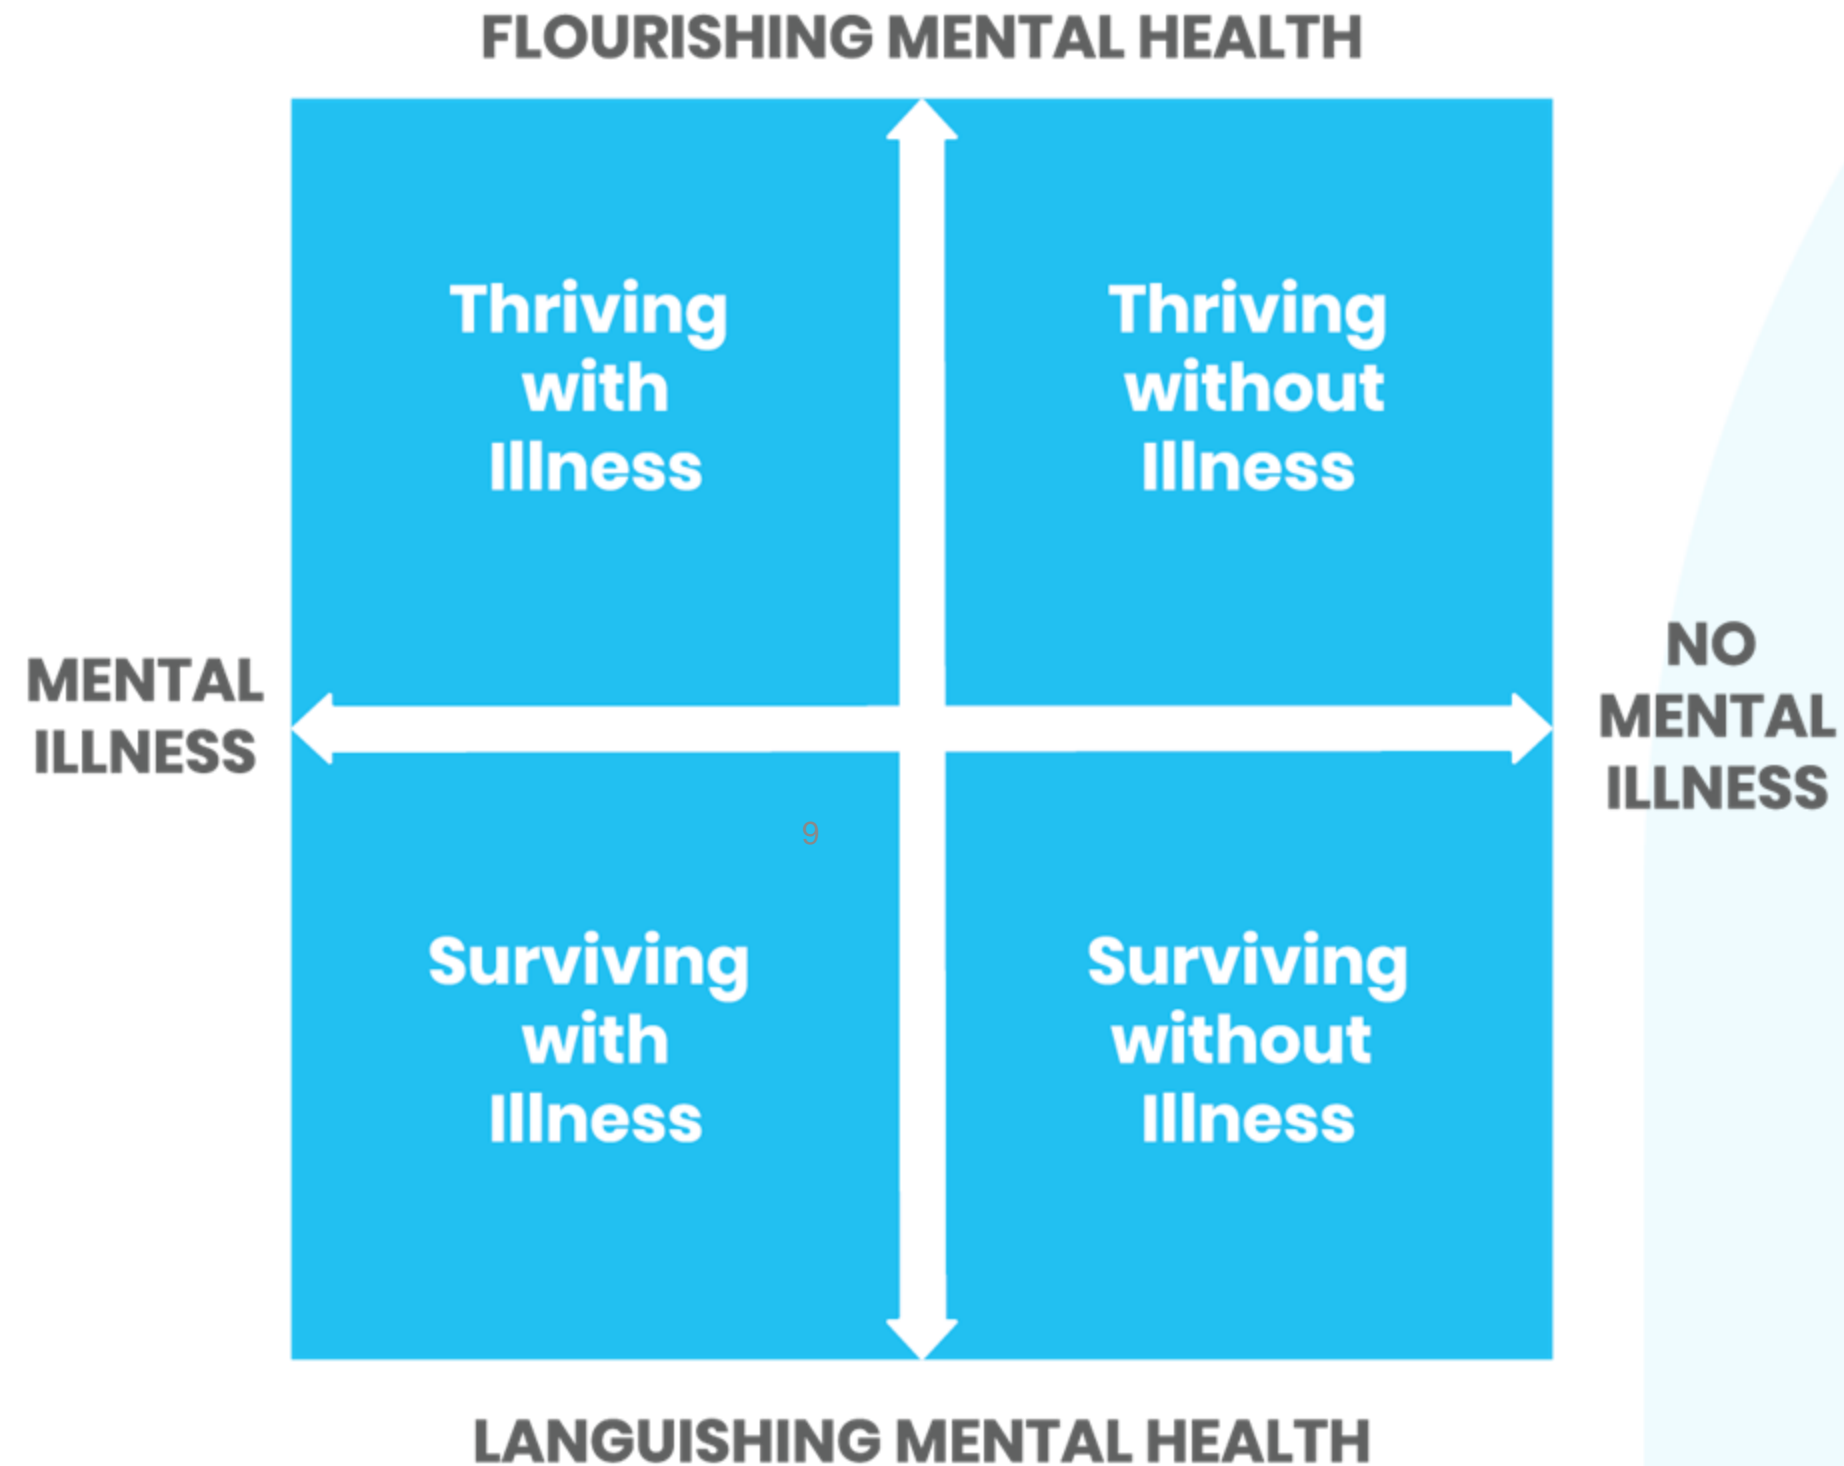 FLOURISHING MENTAL HEALTH
Thriving
with
Illness
Thriving
without
Illness
MENTAL
ILLNESS
NO
MENTAL
ILLNESS
9
Surviving
with
Illness
Surviving
without
Illness
LANGUISHING MENTAL HEALTH